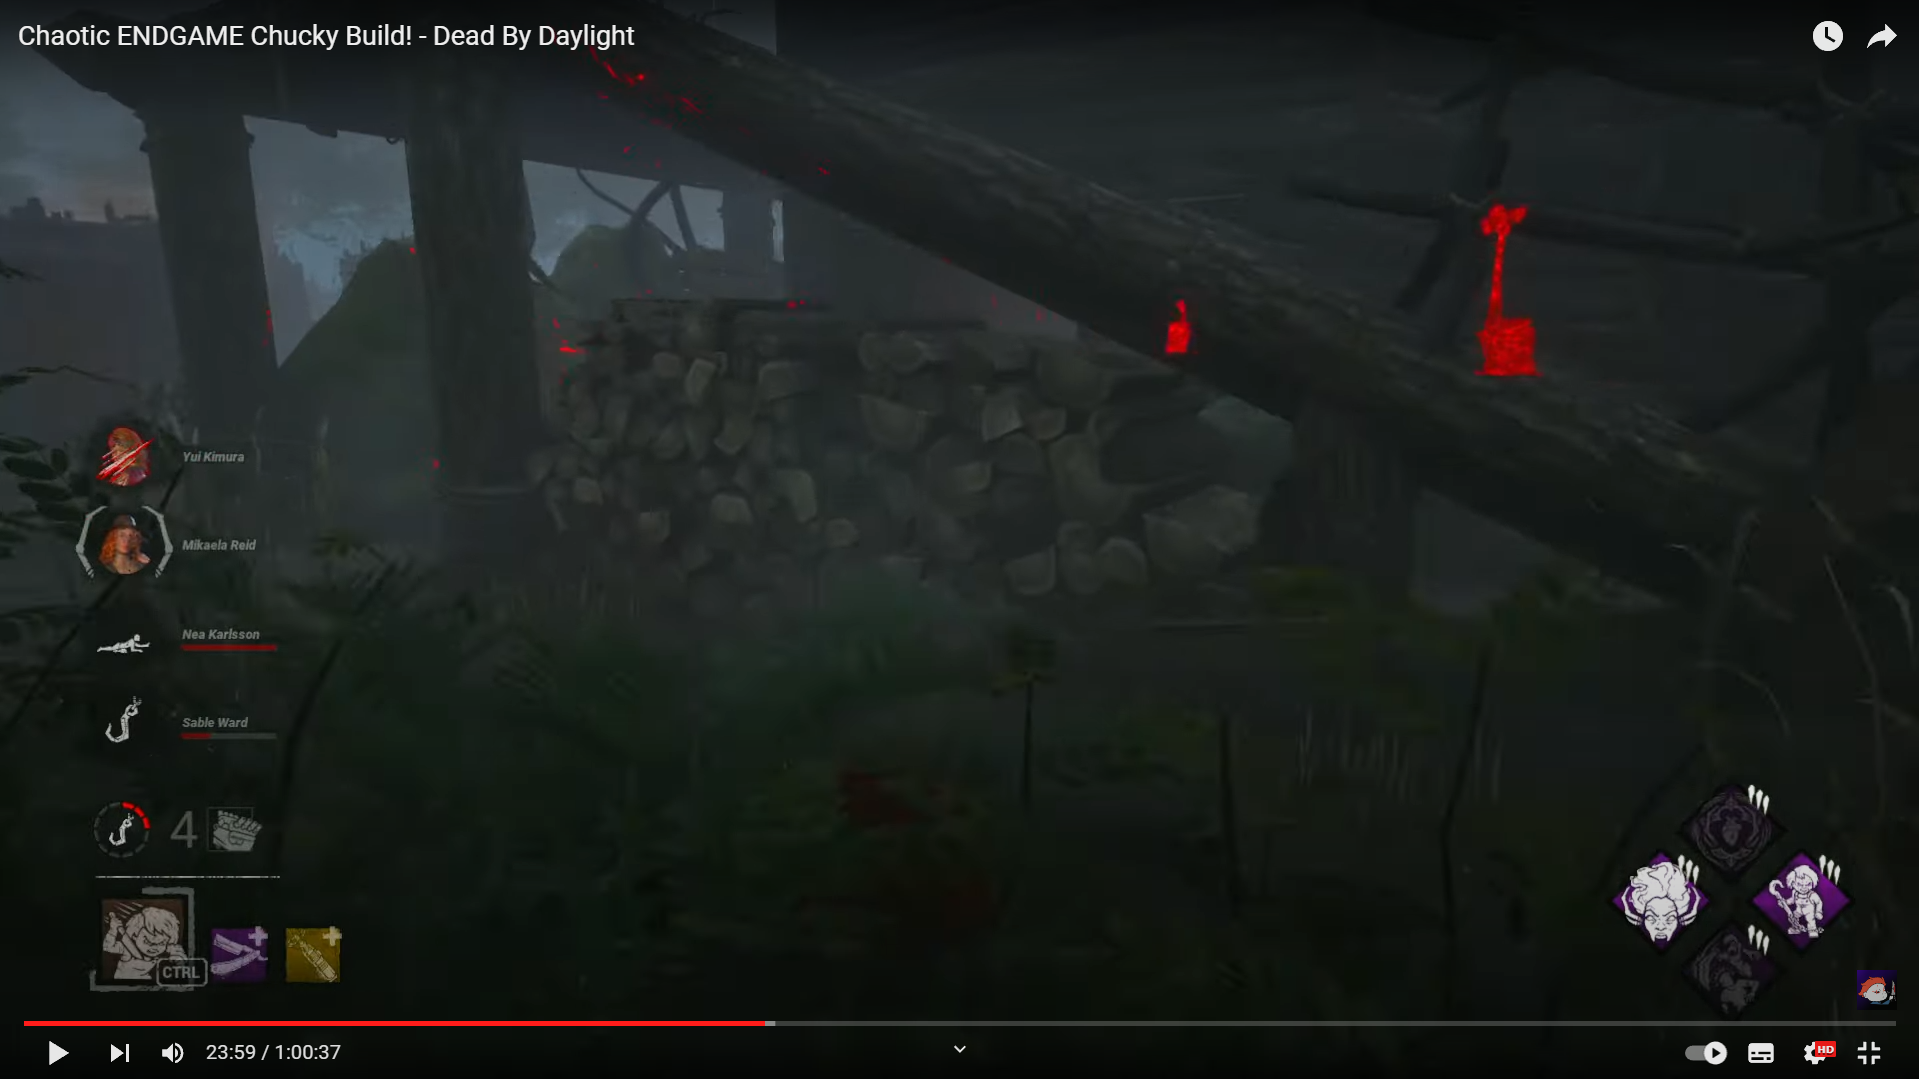 Chaotic ENDGAME Chucky Build! - Dead By Daylight
Yui Kimura
Mikaela Reid
Nea Karlsson
Sable Ward
4
CTRL
23:59 / 1:00:37
HD